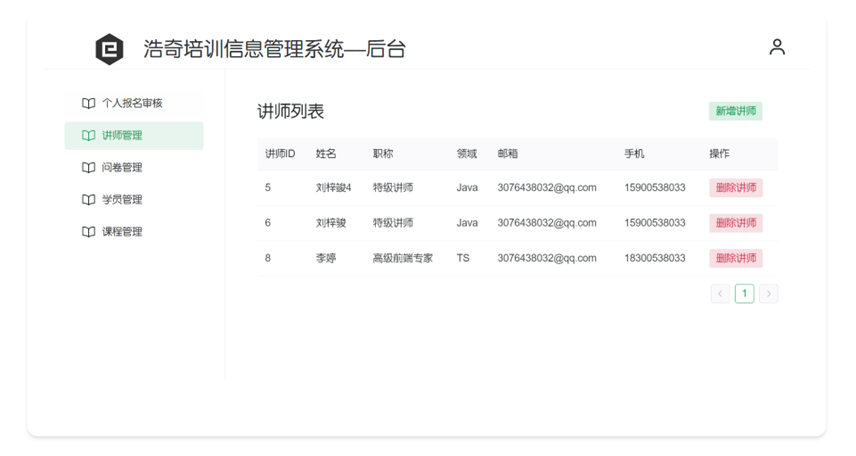 浩奇培训信息管理系统—后台
个人报名审核
讲师管理
问卷管理
学员管理
课程管理
讲师列表
新增讲师
讲师ID 姓名 职称 领域 邮箱 手机 操作
5 刘梓骏4 特级讲师 Java 3076438032@qq.com 15900538033 删除讲师
6 刘梓骏 特级讲师 Java 3076438032@qq.com 15900538033 删除讲师
8 李婷 高级前端专家 TS 3076438032@qq.com 18300538033 删除讲师
1